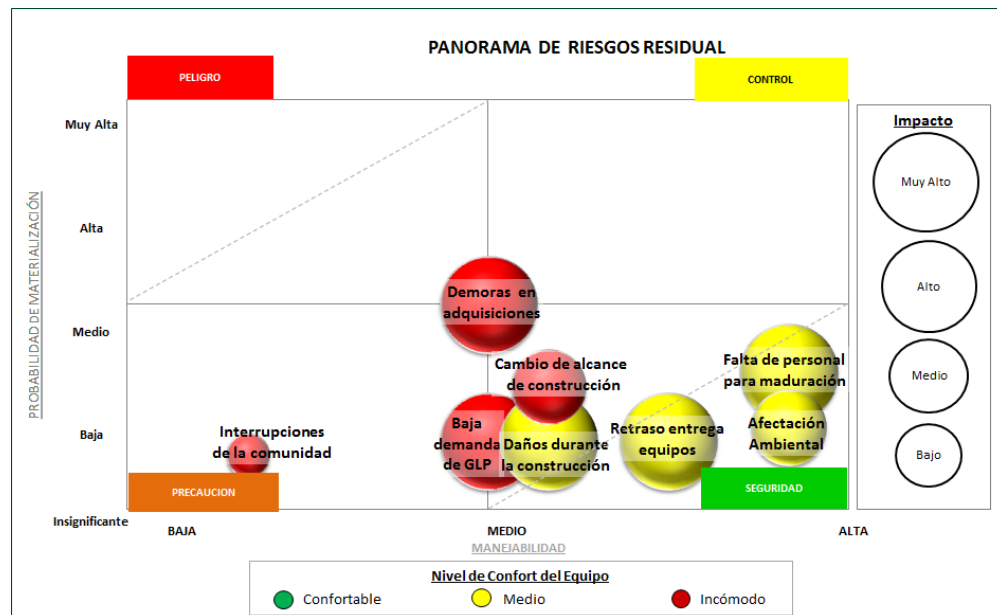 PANORAMA DE RIESGOS RESIDUAL
PELIGRO
CONTROL
PROBABILIDAD DE MATERIALIZACIÓN
Muy Alta
Alta
Medio
Baja
Insignificante
Demoras en
adquisiciones
Cambio de alcance
de construcción
Falta de personal
para maduración
Interrupciones
de la comunidad
Baja
demanda
de GLP
Daños durante
la construcción
Retraso entrega
equipos
Afectación
Ambiental
PRECAUCION
SEGURIDAD
BAJA
MEDIO
ALTA
MANEJABILIDAD
Impacto
Muy Alto
Alto
Medio
Bajo
Nivel de Confort del Equipo
Confortable
Medio
Incómodo